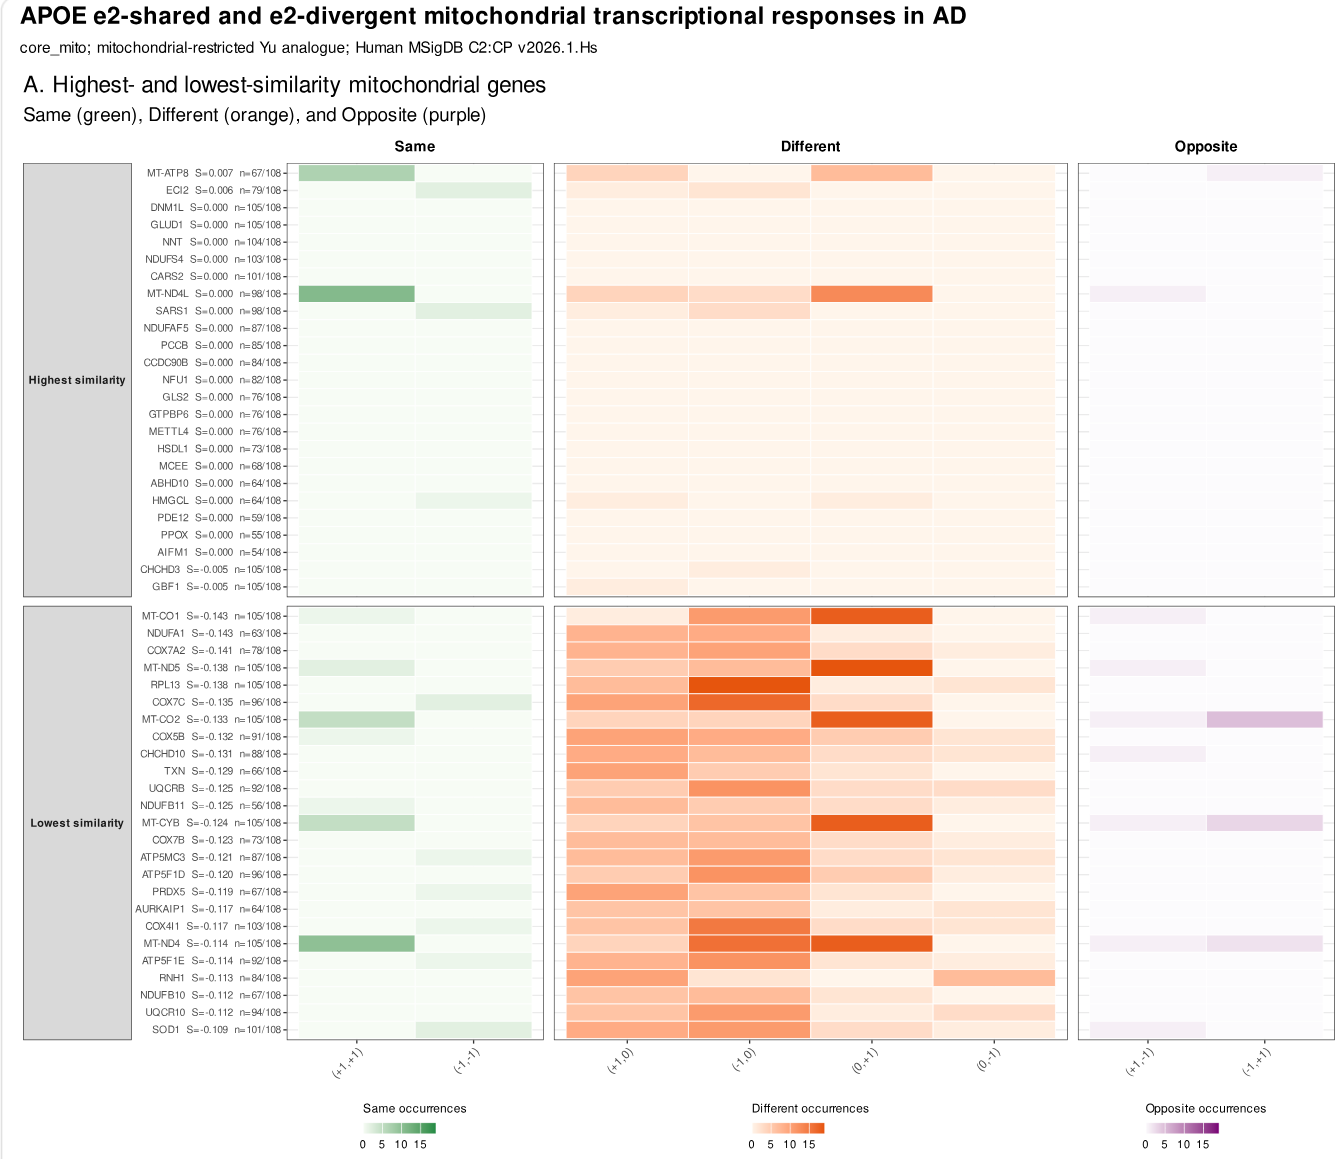 APOE e2-shared and e2-divergent mitochondrial transcriptional responses in AD
core_mito; mitochondrial-restricted Yu analogue; Human MSigDB C2:CP v2026.1.Hs
A. Highest- and lowest-similarity mitochondrial genes
Same (green), Different (orange), and Opposite (purple)
Same Different Opposite
Highest similarity
MT-ATP8 S=0.007 n=67/108
ECI2 S=0.006 n=79/108
DNM1L S=0.000 n=105/108
GLUD1 S=0.000 n=105/108
NNT S=0.000 n=104/108
NDUFS4 S=0.000 n=103/108
CARS2 S=0.000 n=101/108
MT-ND4L S=0.000 n=98/108
SARS1 S=0.000 n=98/108
NDUFAF5 S=0.000 n=87/108
PCCB S=0.000 n=85/108
CCDC90B S=0.000 n=84/108
NFU1 S=0.000 n=82/108
GLS2 S=0.000 n=76/108
GTPBP6 S=0.000 n=76/108
METTL4 S=0.000 n=76/108
HSDL1 S=0.000 n=73/108
MCEE S=0.000 n=68/108
ABHD10 S=0.000 n=64/108
HMGCL S=0.000 n=64/108
PDE12 S=0.000 n=59/108
PPOX S=0.000 n=55/108
AIFM1 S=0.000 n=54/108
CHCHD3 S=-0.005 n=105/108
GBF1 S=-0.005 n=105/108
Lowest similarity
MT-CO1 S=-0.143 n=105/108
NDUFA1 S=-0.143 n=63/108
COX7A2 S=-0.141 n=78/108
MT-ND5 S=-0.138 n=105/108
RPL13 S=-0.138 n=105/108
COX7C S=-0.135 n=96/108
MT-CO2 S=-0.133 n=105/108
COX5B S=-0.132 n=91/108
CHCHD10 S=-0.131 n=88/108
TXN S=-0.129 n=66/108
UQCRB S=-0.125 n=92/108
NDUFB11 S=-0.125 n=56/108
MT-CYB S=-0.124 n=105/108
COX7B S=-0.123 n=73/108
ATP5MC3 S=-0.121 n=87/108
ATP5F1D S=-0.120 n=96/108
PRDX5 S=-0.119 n=67/108
AURKAIP1 S=-0.117 n=64/108
COX4I1 S=-0.117 n=103/108
MT-ND4 S=-0.114 n=105/108
ATP5F1E S=-0.114 n=92/108
RNH1 S=-0.113 n=84/108
NDUFB10 S=-0.112 n=67/108
UQCR10 S=-0.112 n=94/108
SOD1 S=-0.109 n=101/108
(+1,+1) (-1,-1) (+1,0) (-1,0) (0,+1) (0,-1) (+1,-1) (-1,+1)
Same occurrences
0 5 10 15
Different occurrences
0 5 10 15
Opposite occurrences
0 5 10 15